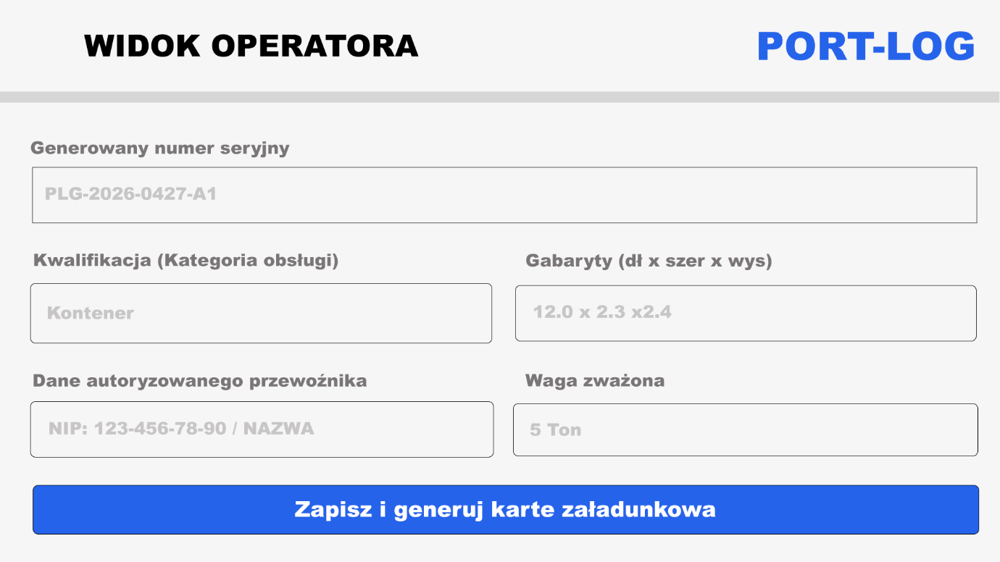 WIDOK OPERATORA
PORT-LOG
Generowany numer seryjny
PLG-2026-0427-A1
Kwalifikacja (Kategoria obsługi)
Gabaryty (dł x szer x wys)
Kontener
12.0 x 2.3 x2.4
Dane autoryzowanego przewoźnika
Waga zważona
NIP: 123-456-78-90 / NAZWA
5 Ton
Zapisz i generuj karte załadunkowa